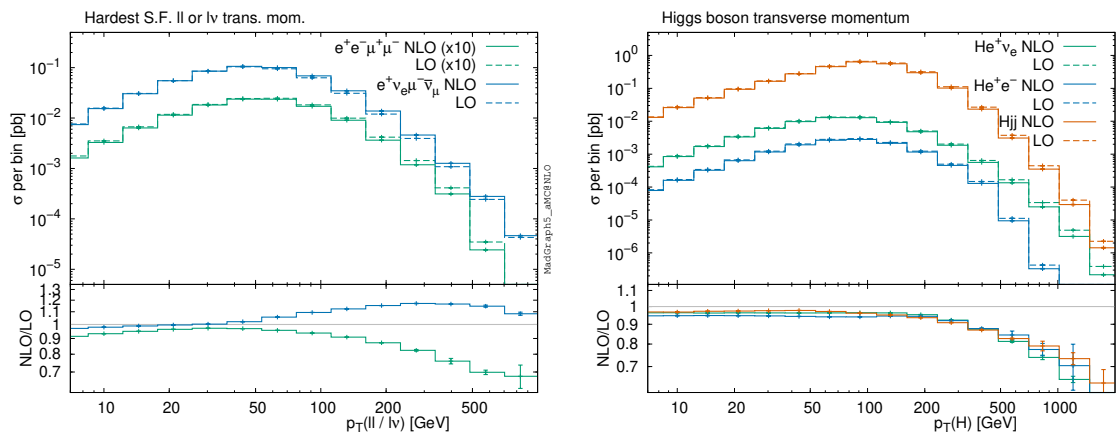 Hardest S.F. ll or lν trans. mom.
e⁺e⁻μ⁺μ⁻ NLO (x10)
LO (x10)
e⁺νₑμ⁻ν̅_μ NLO
LO
σ per bin [pb]
10⁻¹
10⁻²
10⁻³
10⁻⁴
10⁻⁵
MadGraph5_aMC@NLO
NLO/LO
1.3
1.2
1
0.9
0.8
0.7
10 20 50 100 200 500
p_T(ll / lν) [GeV]
Higgs boson transverse momentum
He⁺νₑ NLO
LO
He⁺e⁻ NLO
LO
Hjj NLO
LO
σ per bin [pb]
10⁰
10⁻¹
10⁻²
10⁻³
10⁻⁴
10⁻⁵
10⁻⁶
NLO/LO
1.1
1
0.9
0.8
0.7
10 20 50 100 200 500 1000
p_T(H) [GeV]